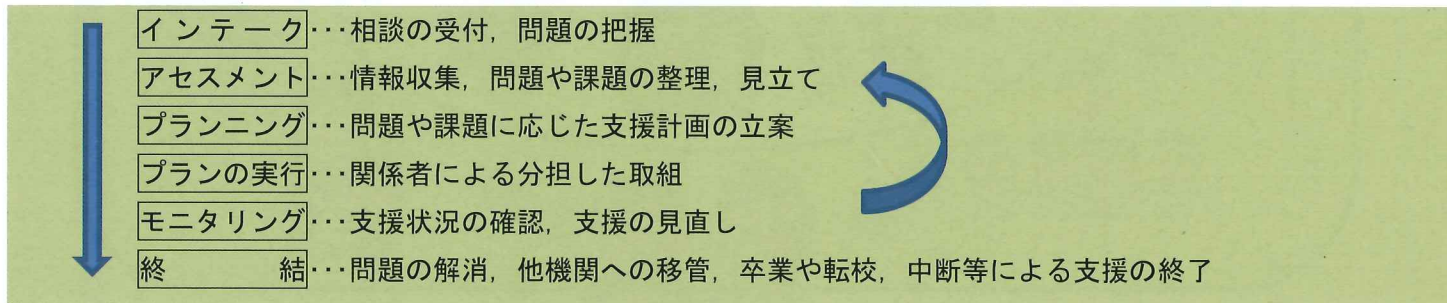 インテーク･･･相談の受付，問題の把握
アセスメント･･･情報収集，問題や課題の整理，見立て
プランニング･･･問題や課題に応じた支援計画の立案
プランの実行･･･関係者による分担した取組
モニタリング･･･支援状況の確認，支援の見直し
終結･･･問題の解消，他機関への移管，卒業や転校，中断等による支援の終了